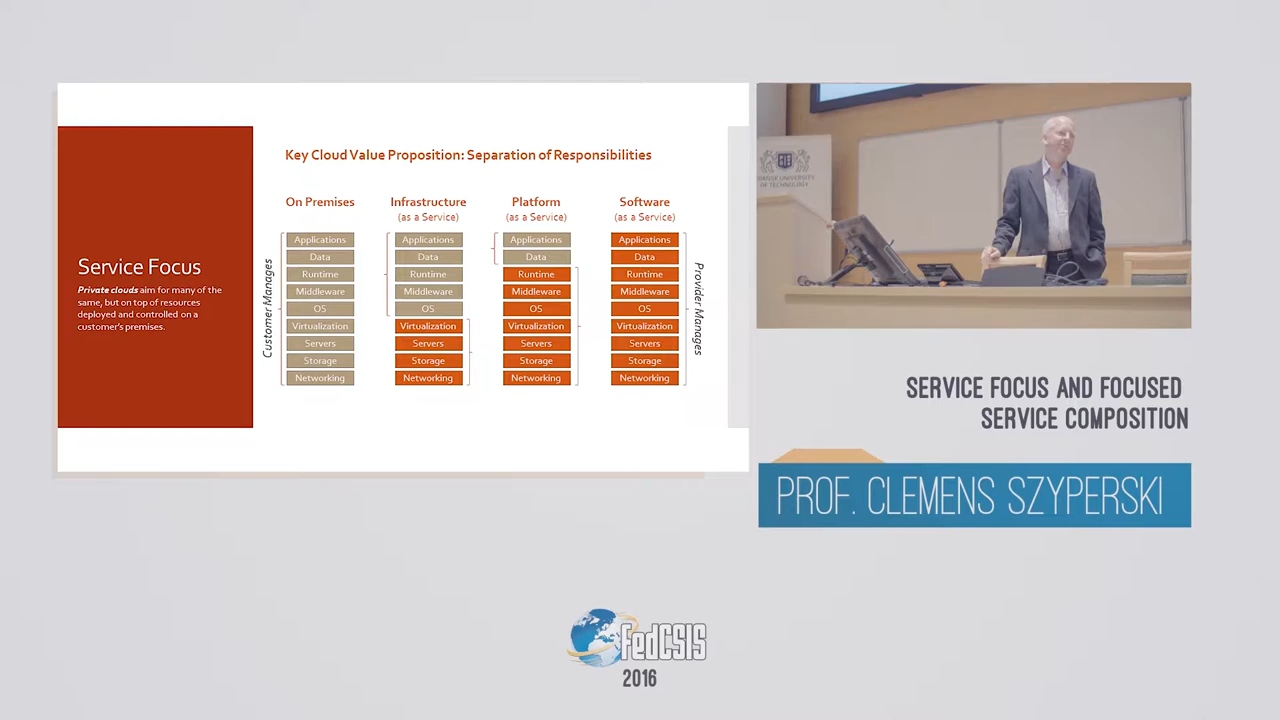 Key Cloud Value Proposition: Separation of Responsibilities
Service Focus
Private clouds aim for many of the
same, but on top of resources
deployed and controlled on a
customer's premises.
Customer Manages
On Premises
Applications
Data
Runtime
Middleware
OS
Virtualization
Servers
Storage
Networking
Infrastructure
(as a Service)
Applications
Data
Runtime
Middleware
OS
Virtualization
Servers
Storage
Networking
Platform
(as a Service)
Applications
Data
Runtime
Middleware
OS
Virtualization
Servers
Storage
Networking
Software
(as a Service)
Applications
Data
Runtime
Middleware
OS
Virtualization
Servers
Storage
Networking
Provider Manages
UNIVERSITY
OF TECHNOLOGY
SERVICE FOCUS AND FOCUSED
SERVICE COMPOSITION
PROF. CLEMENS SZYPERSKI
FedCSIS
2016